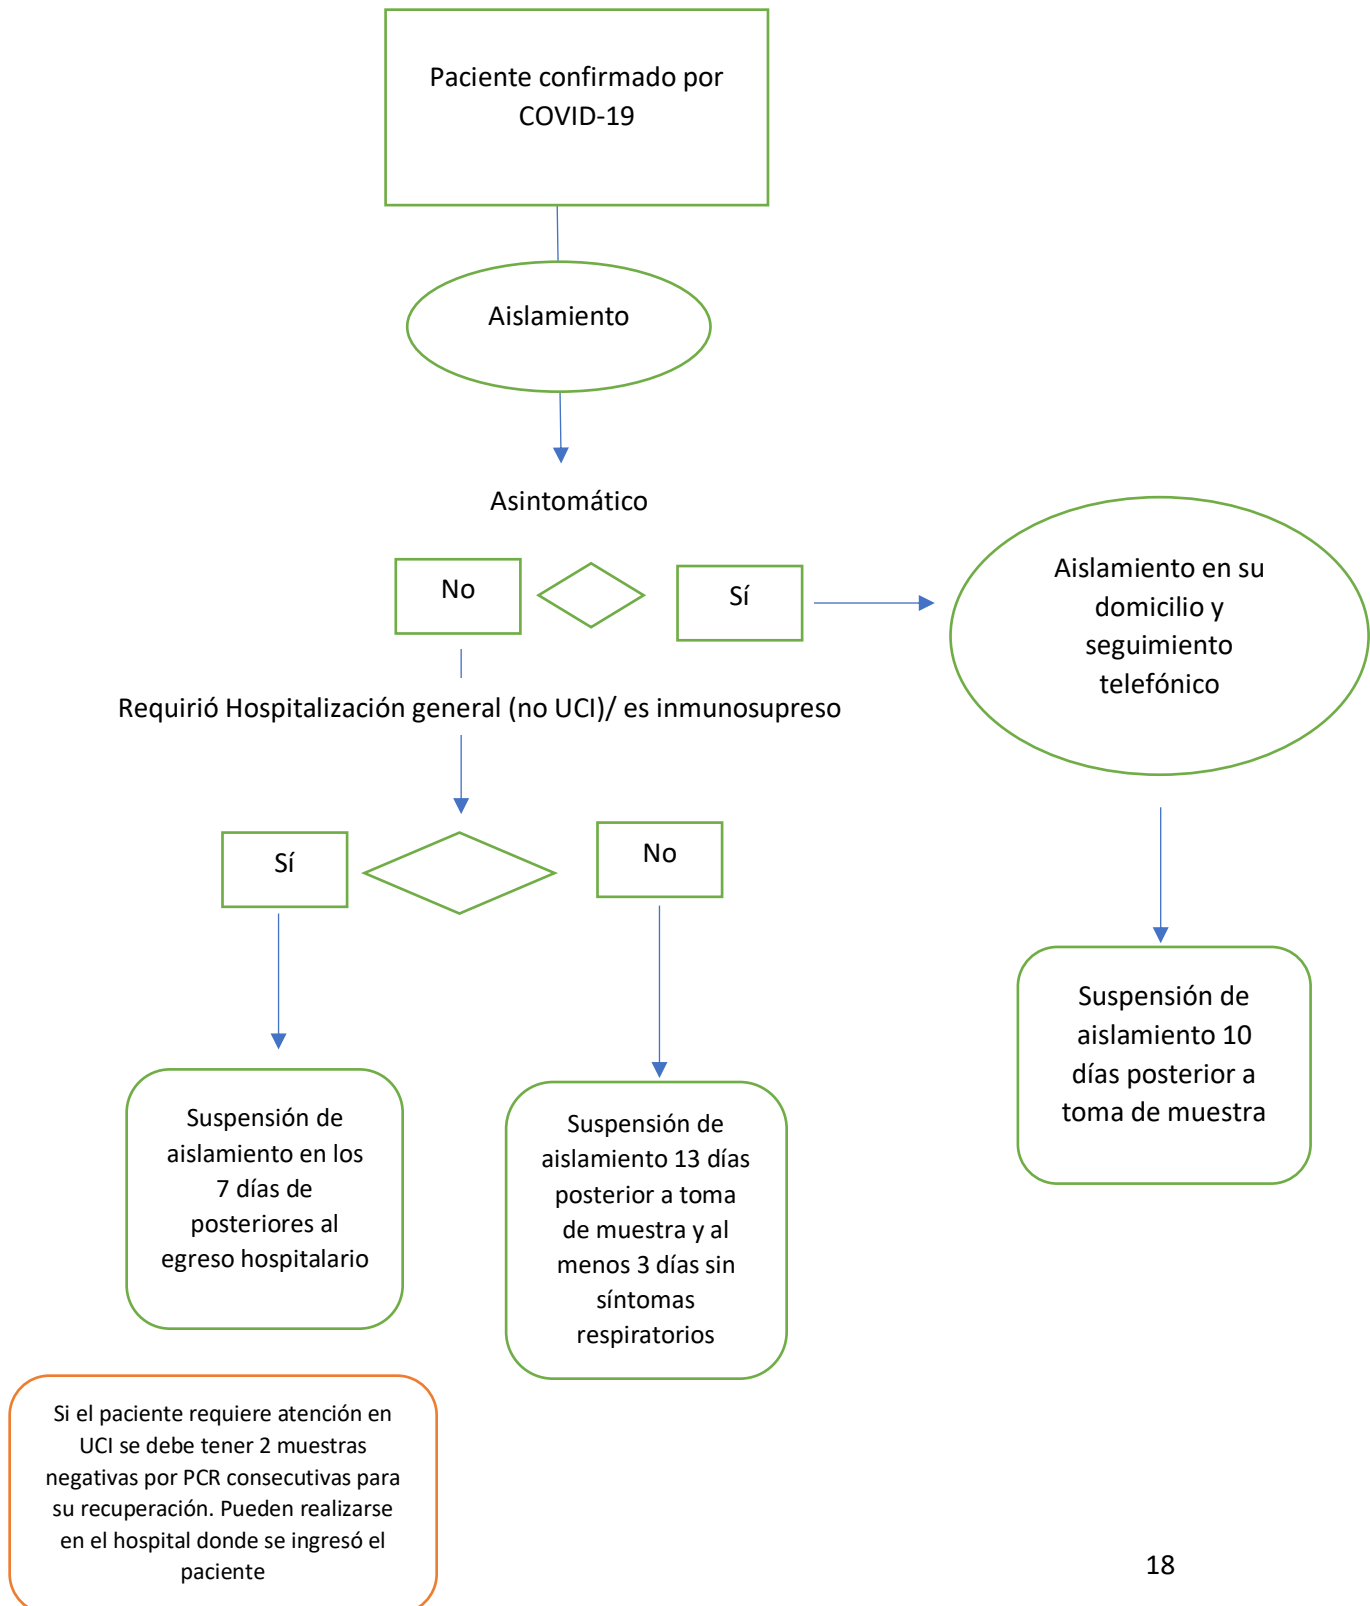 Paciente confirmado por
COVID-19
Aislamiento
Asintomático
No
Sí
Aislamiento en su
domicilio y
seguimiento
telefónico
Requirió Hospitalización general (no UCI)/ es inmunosupreso
Sí
No
Suspensión de
aislamiento 10
días posterior a
toma de muestra
Suspensión de
aislamiento en los
7 días de
posteriores al
egreso hospitalario
Suspensión de
aislamiento 13 días
posterior a toma
de muestra y al
menos 3 días sin
síntomas
respiratorios
Si el paciente requiere atención en
UCI se debe tener 2 muestras
negativas por PCR consecutivas para
su recuperación. Pueden realizarse
en el hospital donde se ingresó el
paciente
18